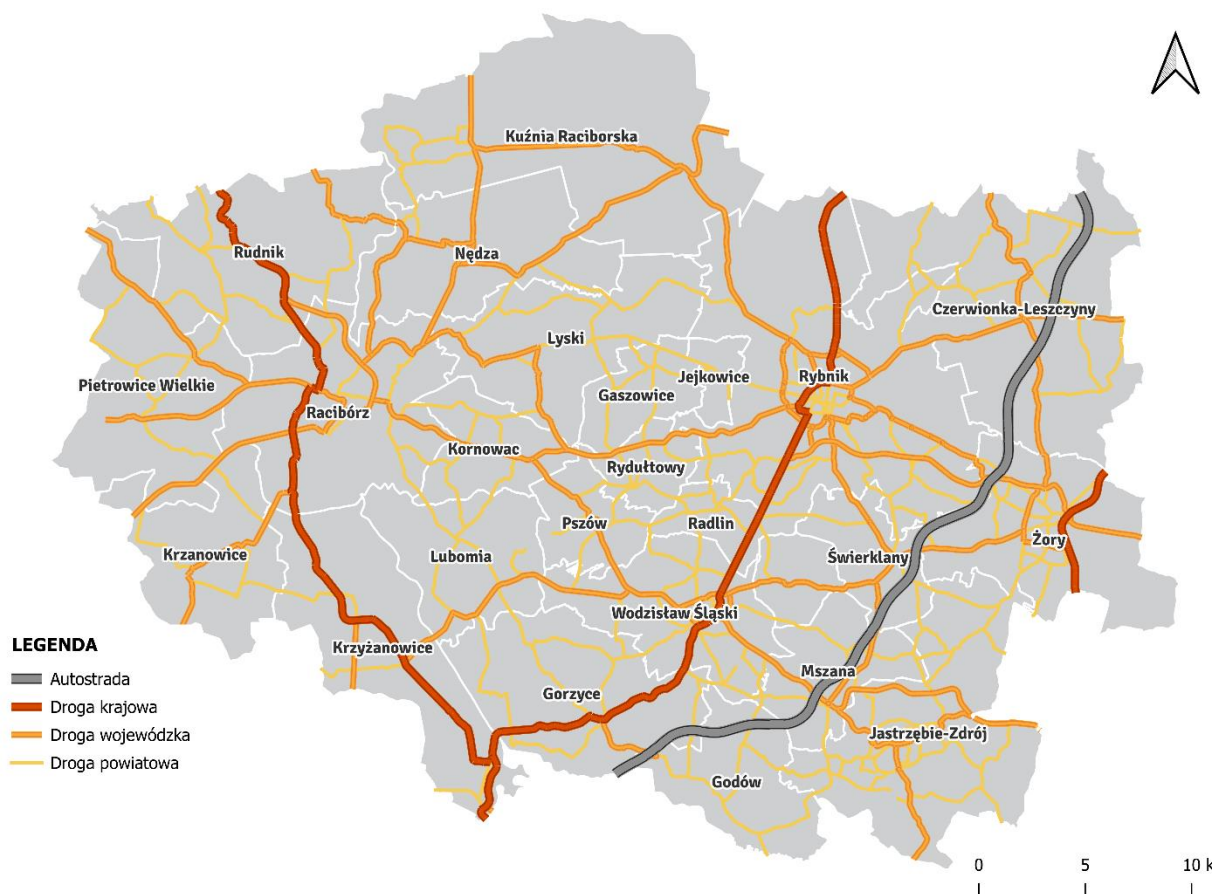 Kuźnia Raciborska
Rudnik
Nędza
Czerwionka-Leszczyny
Lyski
Jejkowice
Rybnik
Pietrowice Wielkie
Gaszowice
Racibórz
Kornowac
Rydułtowy
Pszów
Radlin
Krzanowice
Lubomia
Świerklany
Żory
Wodzisław Śląski
Krzyżanowice
Mszana
Gorzyce
Jastrzębie-Zdrój
Godów
LEGENDA
Autostrada
Droga krajowa
Droga wojewódzka
Droga powiatowa
0 5 10 k